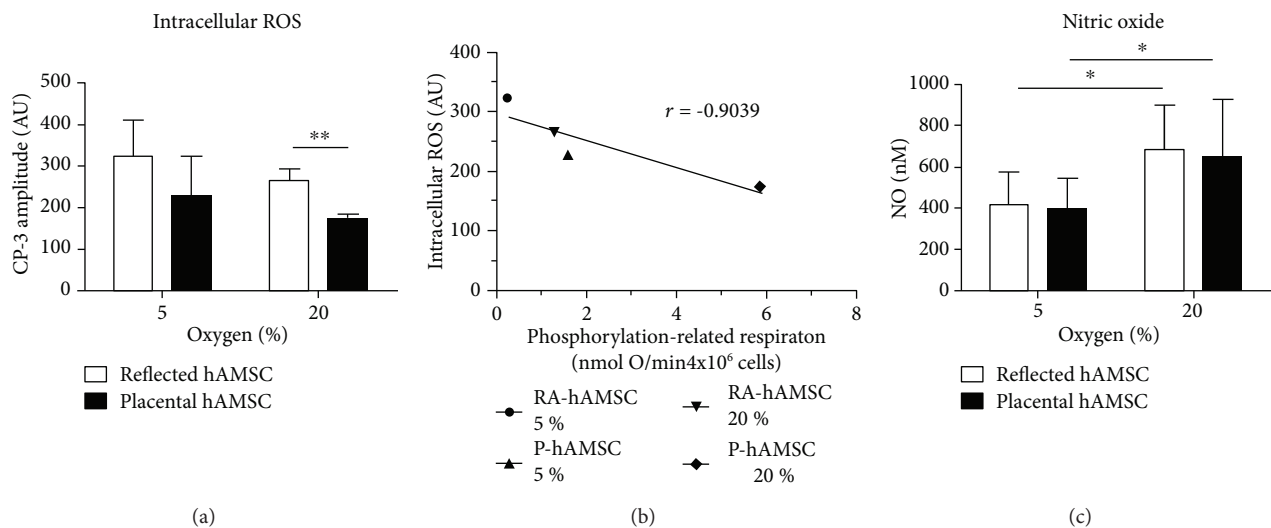 Intracellular ROS
500
400
300
200
100
0
CP-3 amplitude (AU)
**
5
20
Oxygen (%)
Reflected hAMSC
Placental hAMSC
(a)
400
300
200
100
0
Intracellular ROS (AU)
r = -0.9039
0
2
4
6
8
Phosphorylation-related respiraton
(nmol O/min4x10⁶ cells)
RA-hAMSC
5 %
RA-hAMSC
20 %
P-hAMSC
5 %
P-hAMSC
20 %
(b)
Nitric oxide
*
*
1000
800
600
400
200
0
NO (nM)
5
20
Oxygen (%)
Reflected hAMSC
Placental hAMSC
(c)